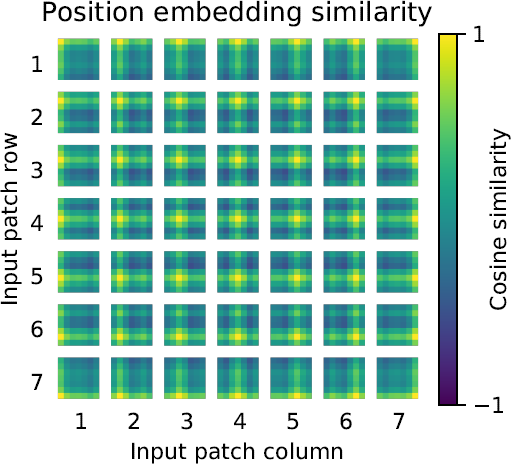 Position embedding similarity
1
2
3
4
5
6
7
Input patch row
1 2 3 4 5 6 7
Input patch column
1
−1
Cosine similarity